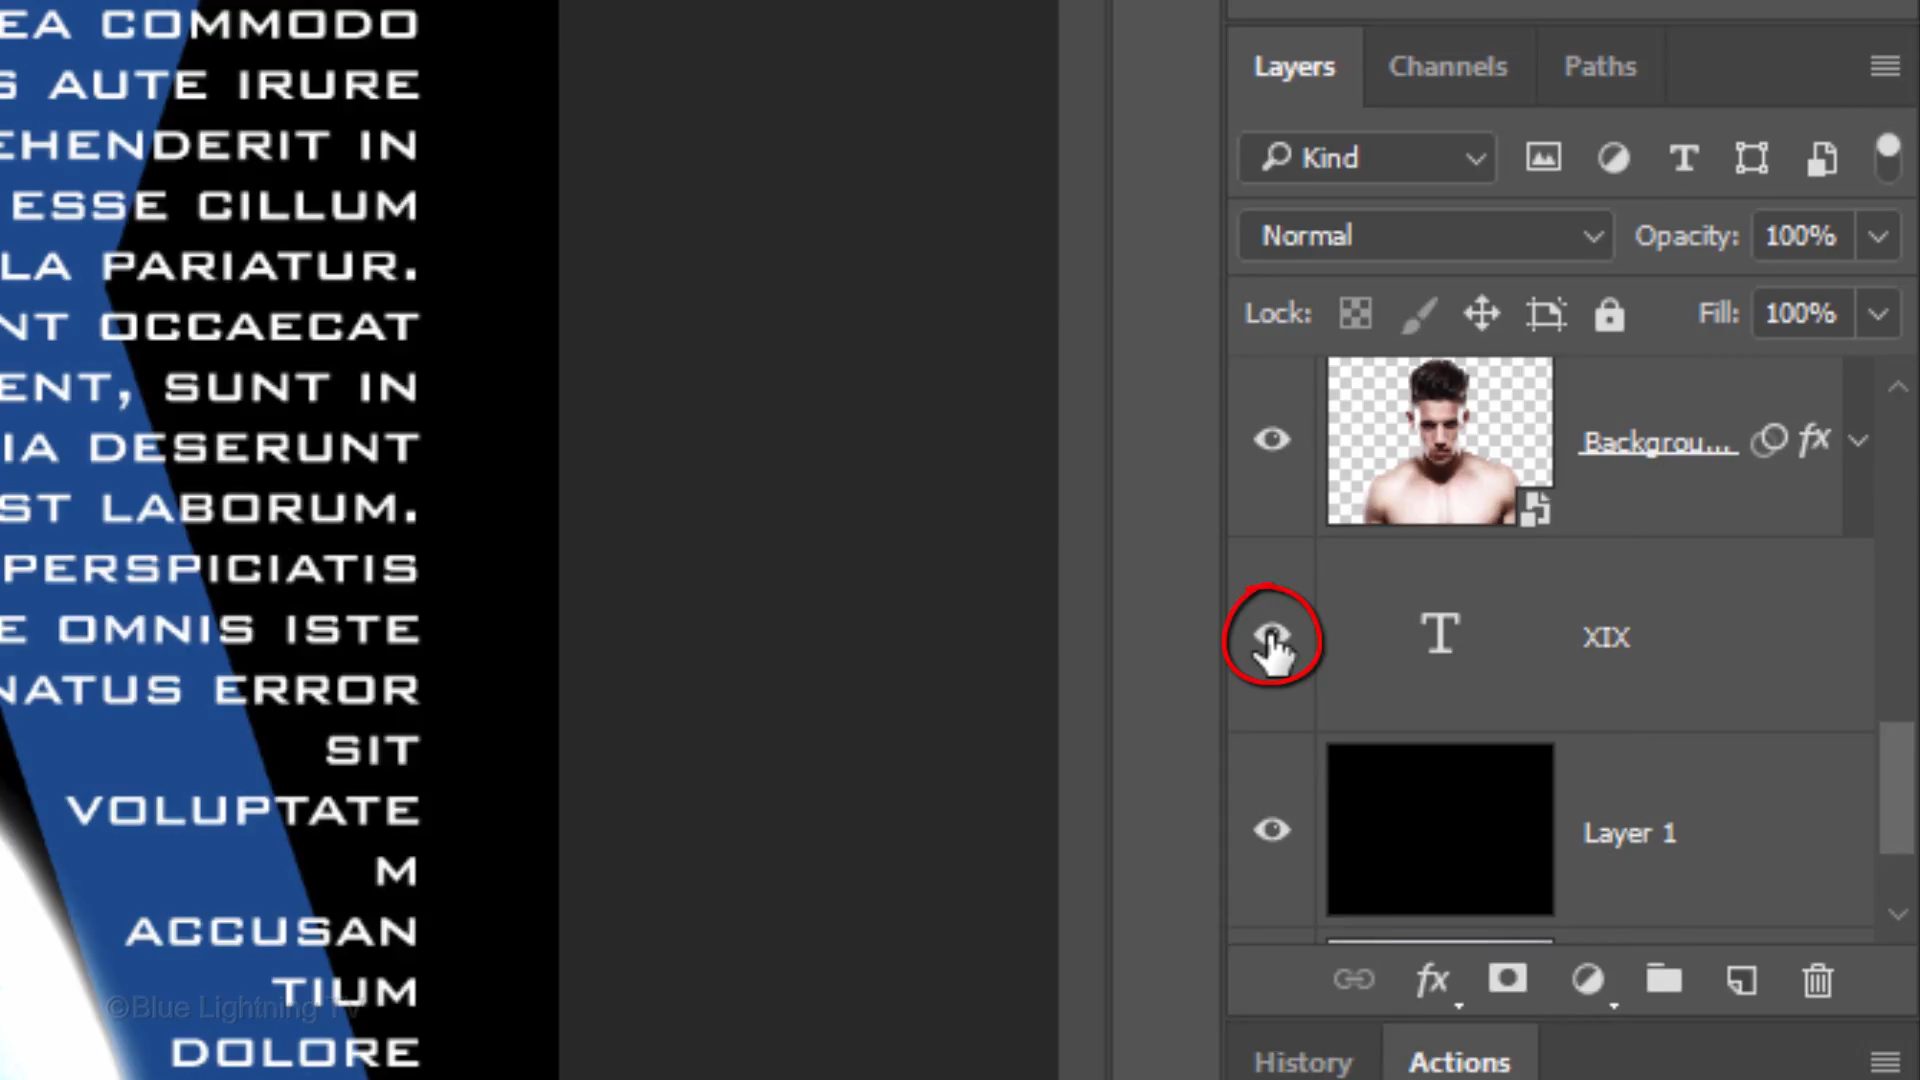 EA COMMODO
S AUTE IRURE
EHENDERIT IN
ESSE CILLUM
LA PARIATUR.
NT OCCAECAT
ENT, SUNT IN
IA DESERUNT
ST LABORUM.
PERSPICIATIS
E OMNIS ISTE
NATUS ERROR
SIT
VOLUPTATE
M
ACCUSAN
TIUM
DOLORE
©Blue Lightning TV
Layers Channels Paths
Kind
Normal Opacity: 100%
Lock: Fill: 100%
Backgrou... fx
XIX
Layer 1
fx
History Actions